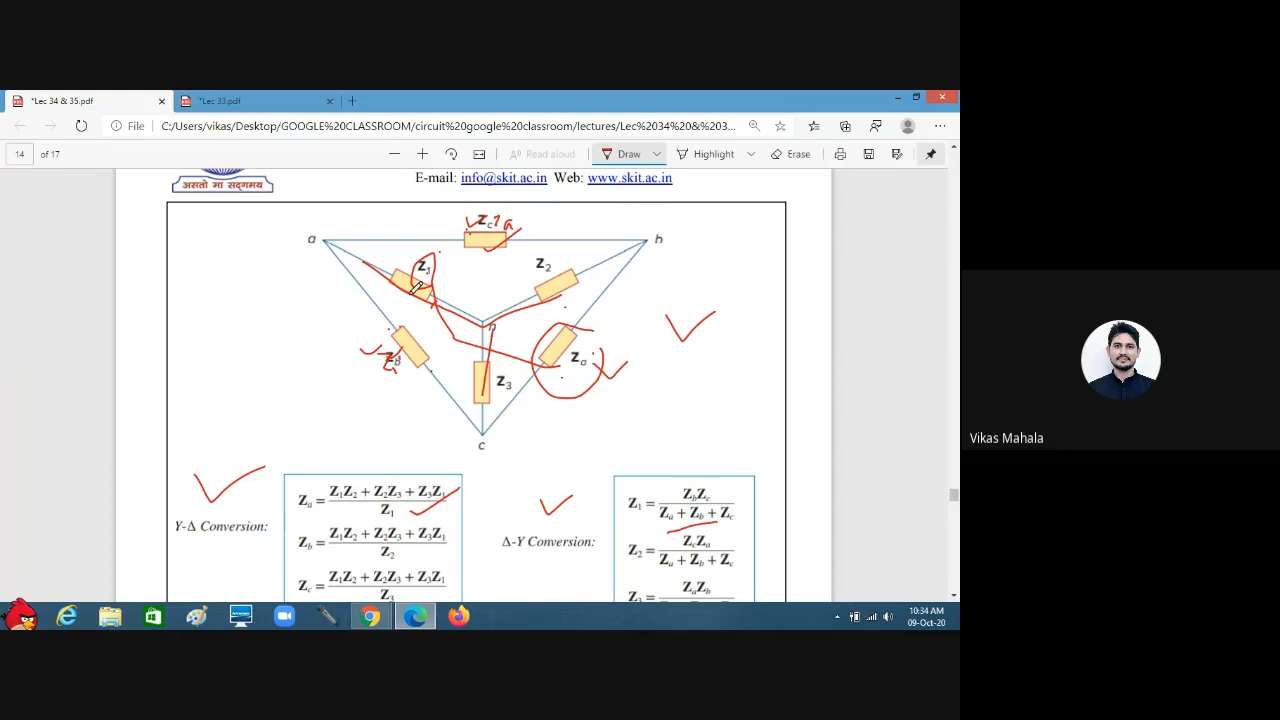 *Lec 34 & 35.pdf
*Lec 33.pdf
File C:/Users/vikas/Desktop/GOOGLE%20CLASSROOM/circuit%20google%20classroom/lectures/Lec%2034%20&%203...
14 of 17
Read aloud
Draw
Highlight
Erase
असतो मा सद्गमय
E-mail: info@skit.ac.in Web: www.skit.ac.in
Zc
a
b
Z1
Z2
n
Za
Z3
c
Y-Δ Conversion:
Za = Z1Z2 + Z2Z3 + Z3Z1 / Z1
Zb = Z1Z2 + Z2Z3 + Z3Z1 / Z2
Zc = Z1Z2 + Z2Z3 + Z3Z1 / Z3
Δ-Y Conversion:
Z1 = ZbZc / Za + Zb + Zc
Z2 = ZcZa / Za + Zb + Zc
ZaZb
10:34 AM
09-Oct-20
Vikas Mahala